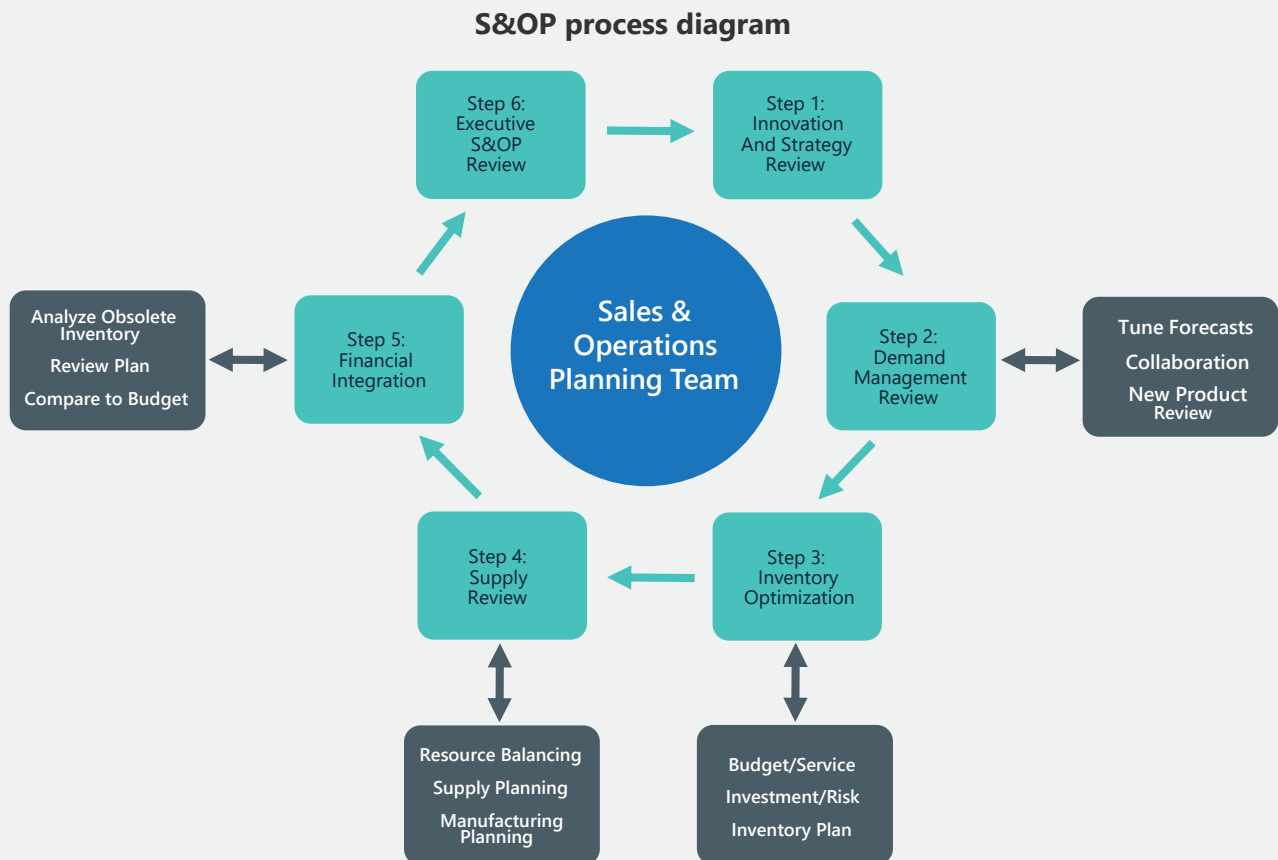 S&OP process diagram
Step 6:
Executive
S&OP
Review
Step 1:
Innovation
And Strategy
Review
Sales &
Operations
Planning Team
Analyze Obsolete
Inventory
Review Plan
Compare to Budget
Step 5:
Financial
Integration
Step 2:
Demand
Management
Review
Tune Forecasts
Collaboration
New Product
Review
Step 4:
Supply
Review
Step 3:
Inventory
Optimization
Resource Balancing
Supply Planning
Manufacturing
Planning
Budget/Service
Investment/Risk
Inventory Plan